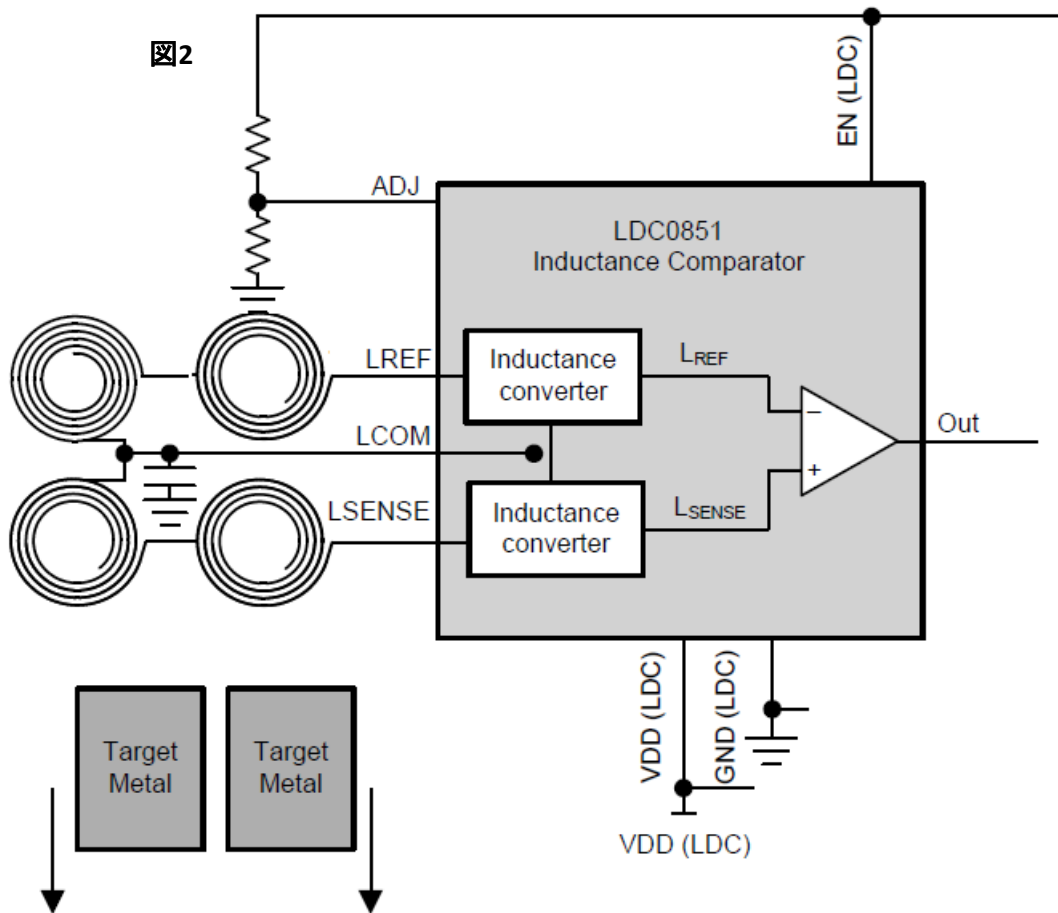 図2
EN (LDC)
ADJ
LDC0851
Inductance Comparator
LREF
Inductance
converter
LREF
−
Out
LCOM
+
LSENSE
Inductance
converter
LSENSE
VDD (LDC)
GND (LDC)
Target
Metal
Target
Metal
VDD (LDC)